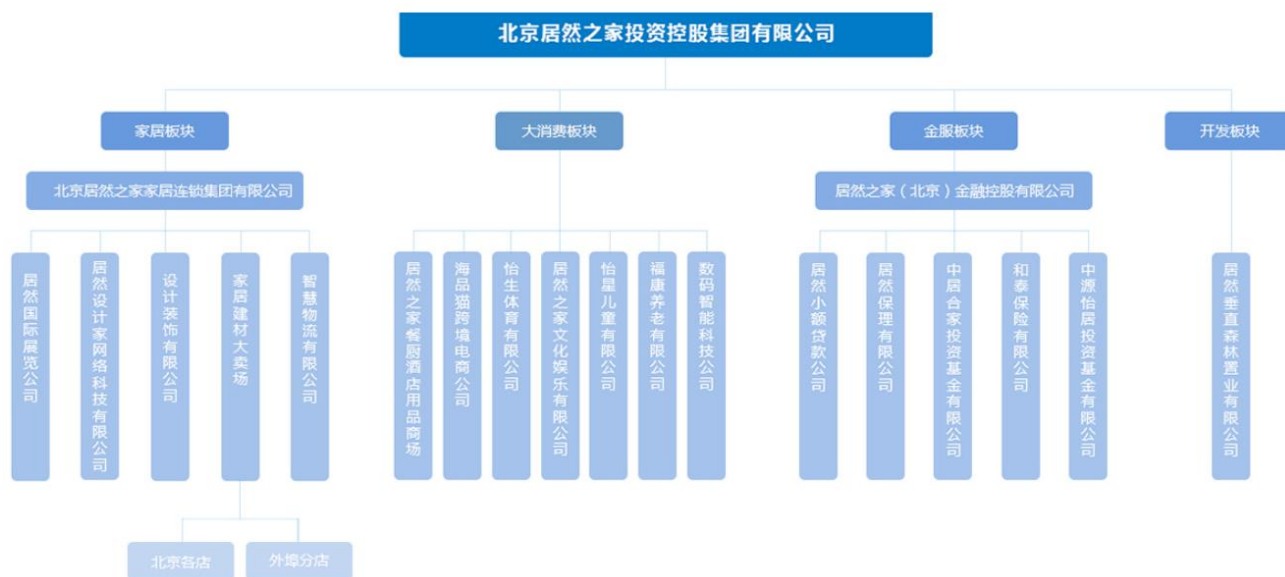 北京居然之家投资控股集团有限公司
家居板块
大消费板块
金服板块
开发板块
北京居然之家家居连锁集团有限公司
居然之家（北京）金融控股有限公司
居然国际展览公司
居然设计家网络科技有限公司
设计装饰有限公司
家居建材大卖场
智慧物流有限公司
居然之家餐厨酒店用品商场
海品猫跨境电商公司
怡生体育有限公司
居然之家文化娱乐有限公司
怡星儿童有限公司
福康养老有限公司
数码智能科技公司
居然小额贷款公司
居然保理有限公司
中居合家投资基金有限公司
和泰保险有限公司
中源怡居投资基金有限公司
居然垂直森林置业有限公司
北京各店
外埠分店